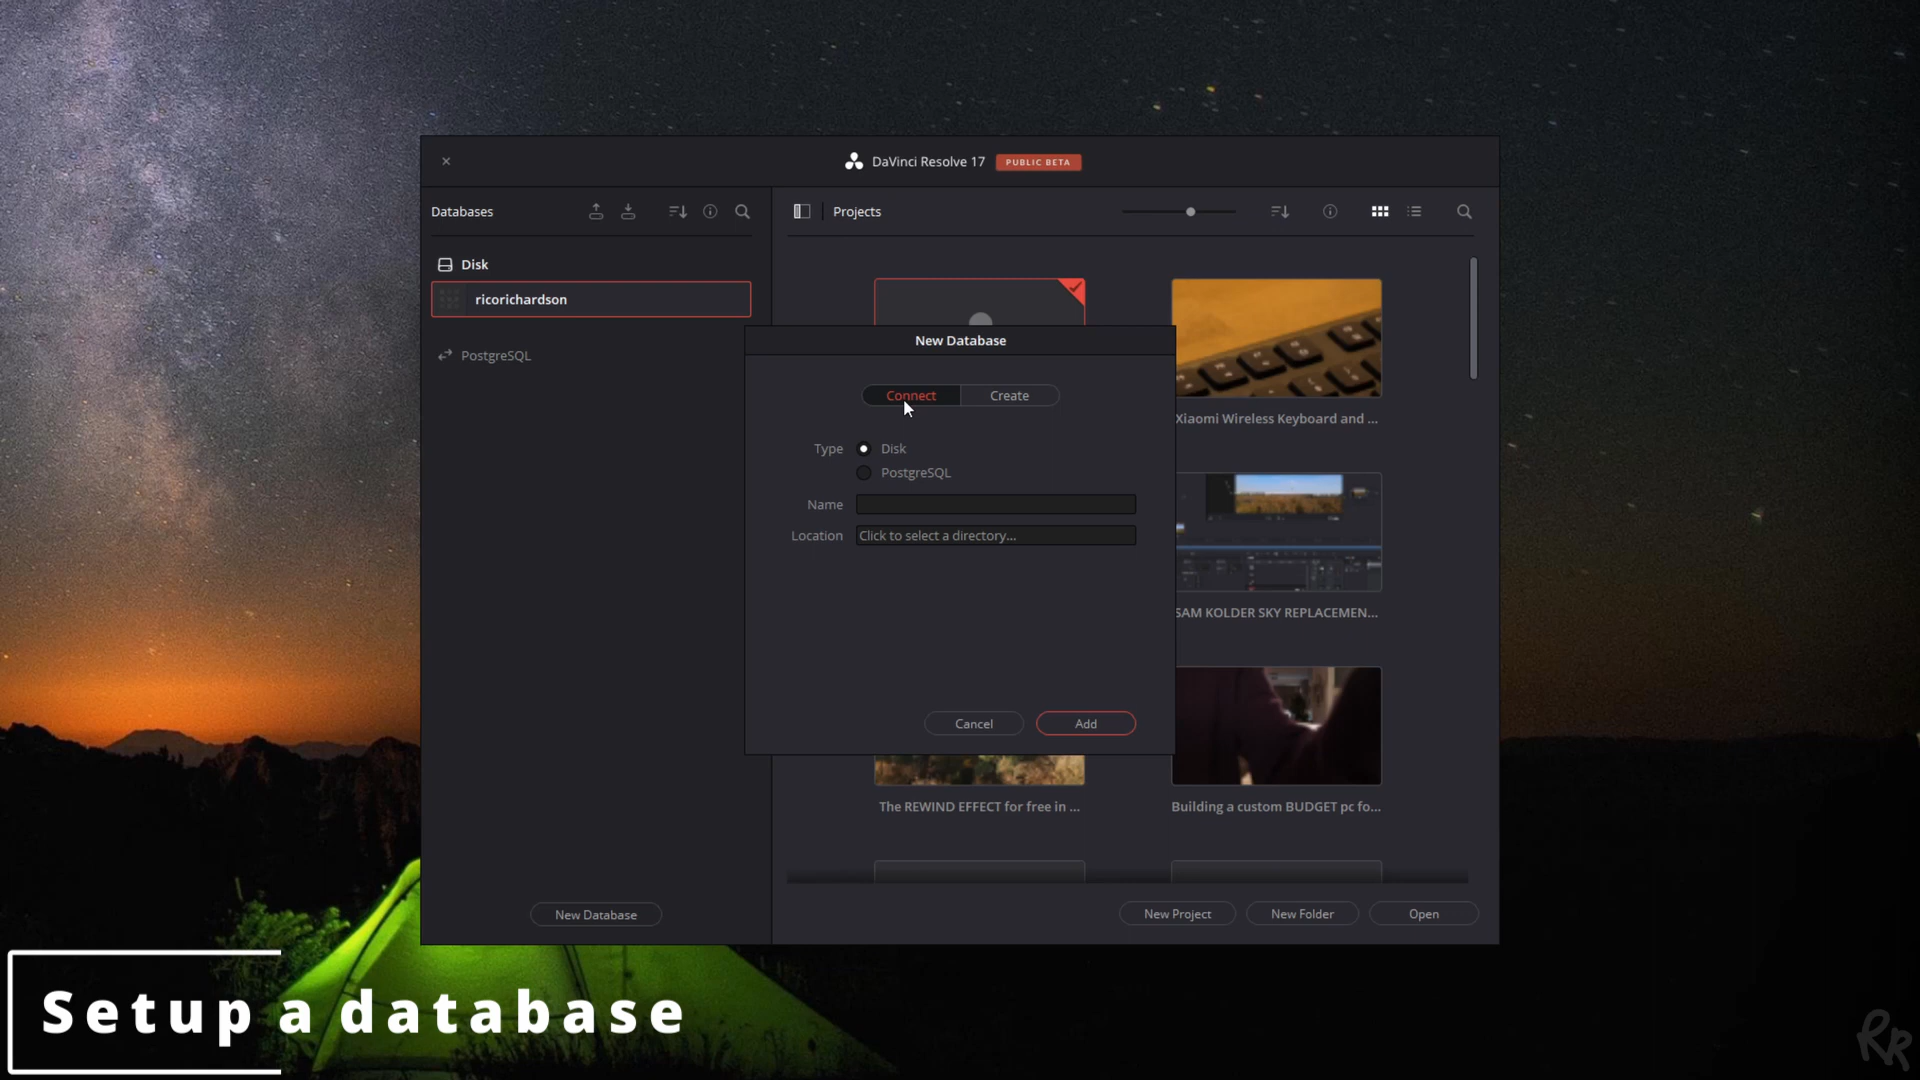 DaVinci Resolve 17 PUBLIC BETA
Databases
Projects
Disk
ricorichardson
PostgreSQL
New Database
Connect
Create
Type
Disk
PostgreSQL
Name
Location
Click to select a directory...
Cancel
Add
Xiaomi Wireless Keyboard and ...
SAM KOLDER SKY REPLACEMEN...
The REWIND EFFECT for free in ...
Building a custom BUDGET pc fo...
New Database
New Project
New Folder
Open
Setup a database
RR